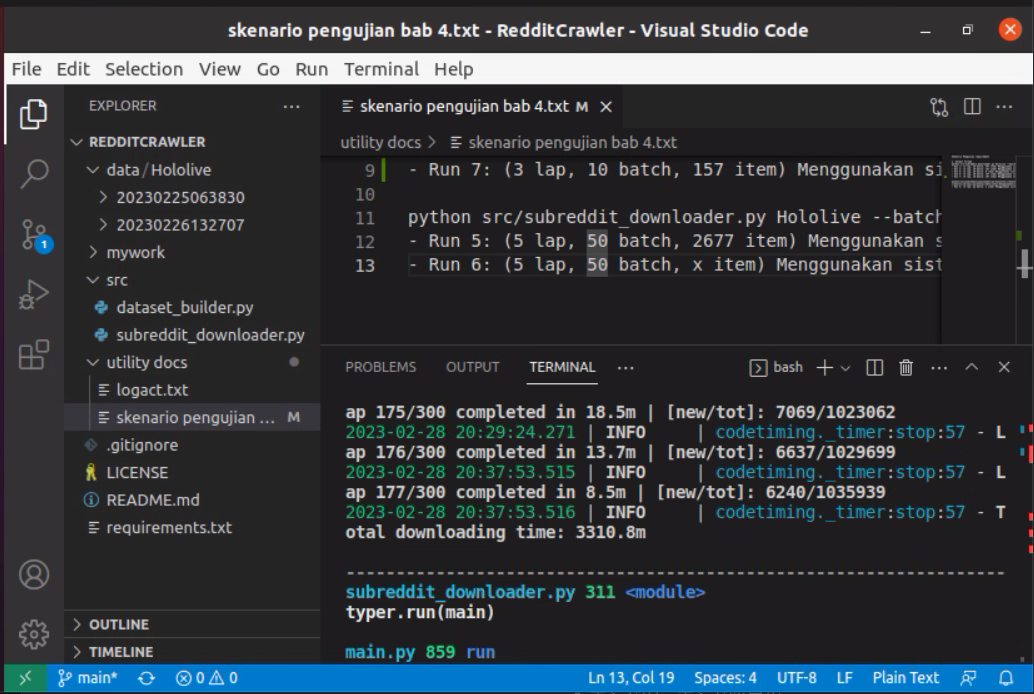 skenario pengujian bab 4.txt - RedditCrawler - Visual Studio Code
File Edit Selection View Go Run Terminal Help
EXPLORER
REDDITCRAWLER
data / Hololive
20230225063830
20230226132707
mywork
src
dataset_builder.py
subreddit_downloader.py
utility docs
logact.txt
skenario pengujian ... M
.gitignore
LICENSE
README.md
requirements.txt
OUTLINE
TIMELINE
1
skenario pengujian bab 4.txt M
utility docs > skenario pengujian bab 4.txt
9 - Run 7: (3 lap, 10 batch, 157 item) Menggunakan si
10
11 python src/subreddit_downloader.py Hololive --batch
12 - Run 5: (5 lap, 50 batch, 2677 item) Menggunakan s
13 - Run 6: (5 lap, 50 batch, x item) Menggunakan sist
PROBLEMS OUTPUT TERMINAL ... bash
ap 175/300 completed in 18.5m | [new/tot]: 7069/1023062
2023-02-28 20:29:24.271 | INFO | codetiming._timer:stop:57 - L
ap 176/300 completed in 13.7m | [new/tot]: 6637/1029699
2023-02-28 20:37:53.515 | INFO | codetiming._timer:stop:57 - L
ap 177/300 completed in 8.5m | [new/tot]: 6240/1035939
2023-02-28 20:37:53.516 | INFO | codetiming._timer:stop:57 - T
otal downloading time: 3310.8m
------------------------------------------------------------------
subreddit_downloader.py 311 <module>
typer.run(main)
main.py 859 run
main* 0 0 Ln 13, Col 19 Spaces: 4 UTF-8 LF Plain Text